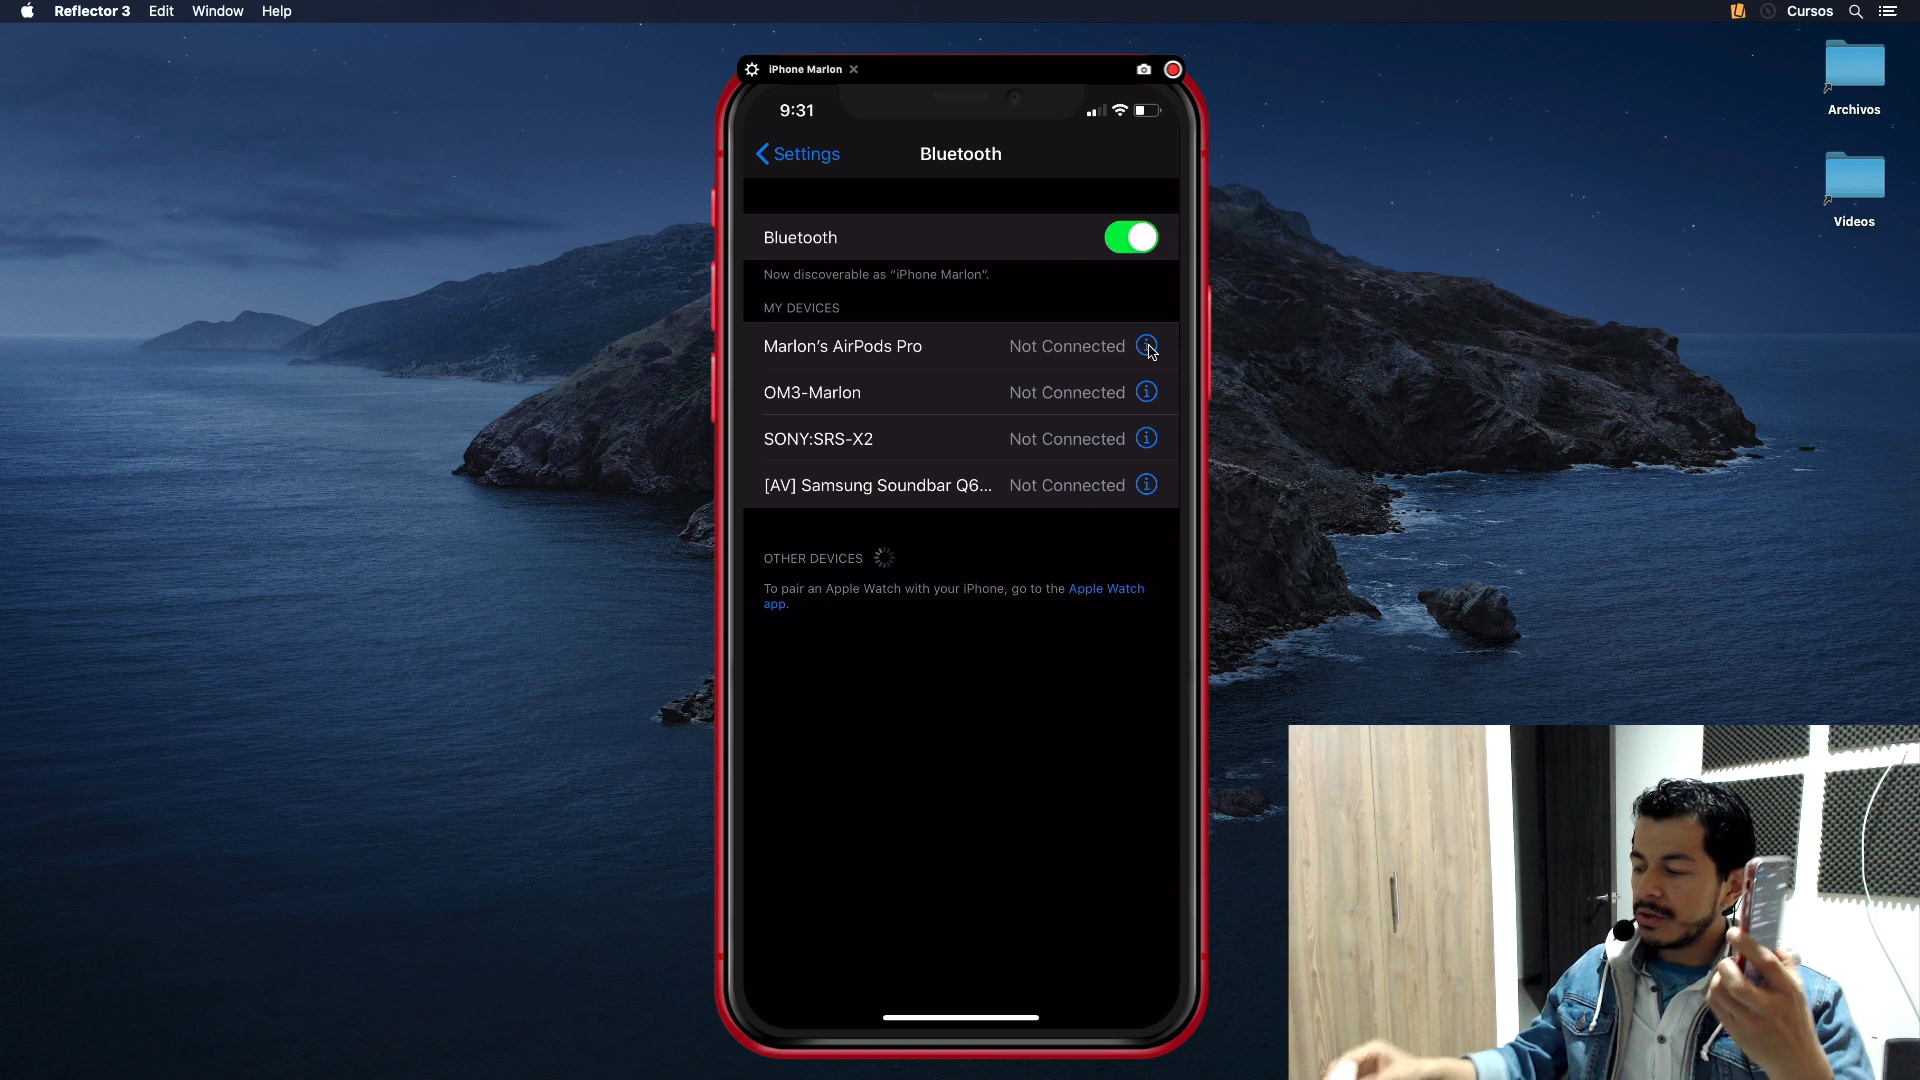 Reflector 3 Edit Window Help
Cursos
Archivos
Videos
iPhone Marlon
9:31
Settings
Bluetooth
Bluetooth
Now discoverable as “iPhone Marlon”.
MY DEVICES
Marlon’s AirPods Pro Not Connected
OM3-Marlon Not Connected
SONY:SRS-X2 Not Connected
[AV] Samsung Soundbar Q6... Not Connected
OTHER DEVICES
To pair an Apple Watch with your iPhone, go to the Apple Watch
app.